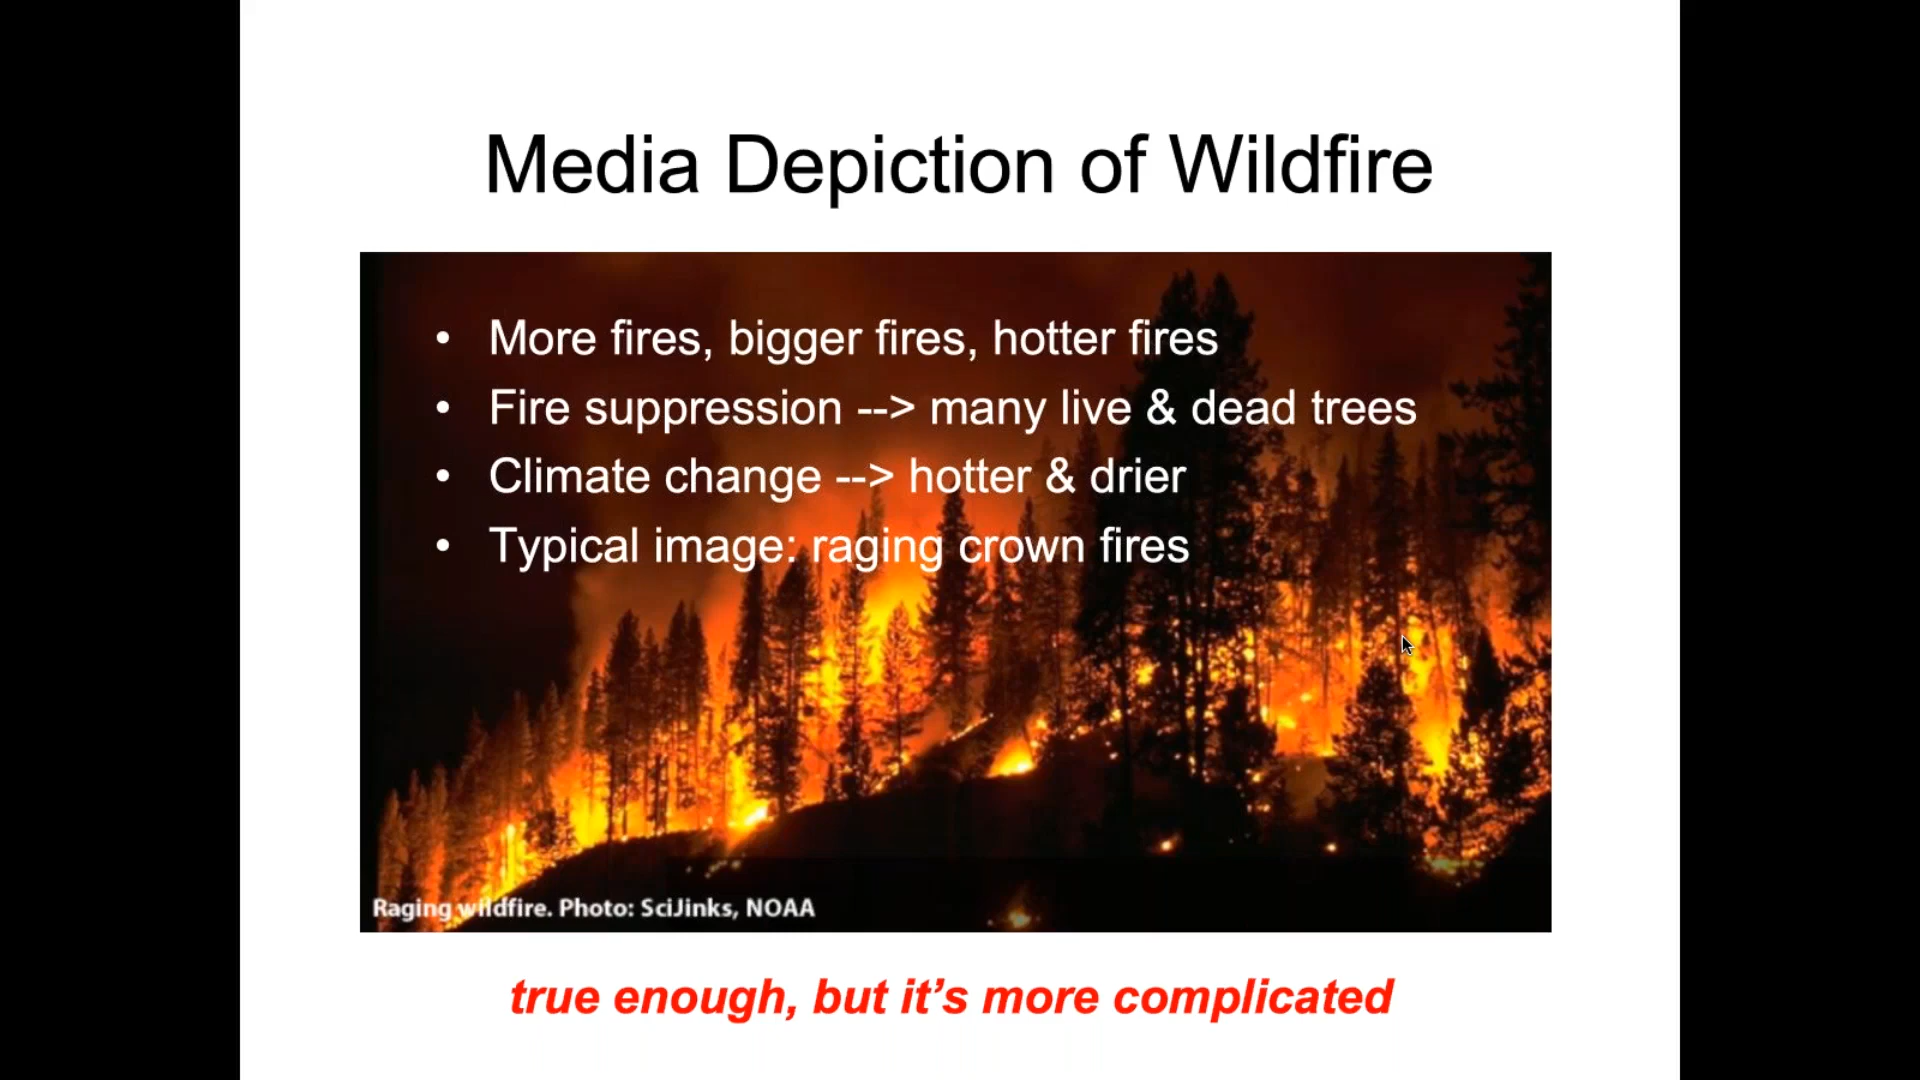 Media Depiction of Wildfire
• More fires, bigger fires, hotter fires
• Fire suppression --> many live & dead trees
• Climate change --> hotter & drier
• Typical image: raging crown fires
Raging wildfire. Photo: SciJinks, NOAA
true enough, but it’s more complicated